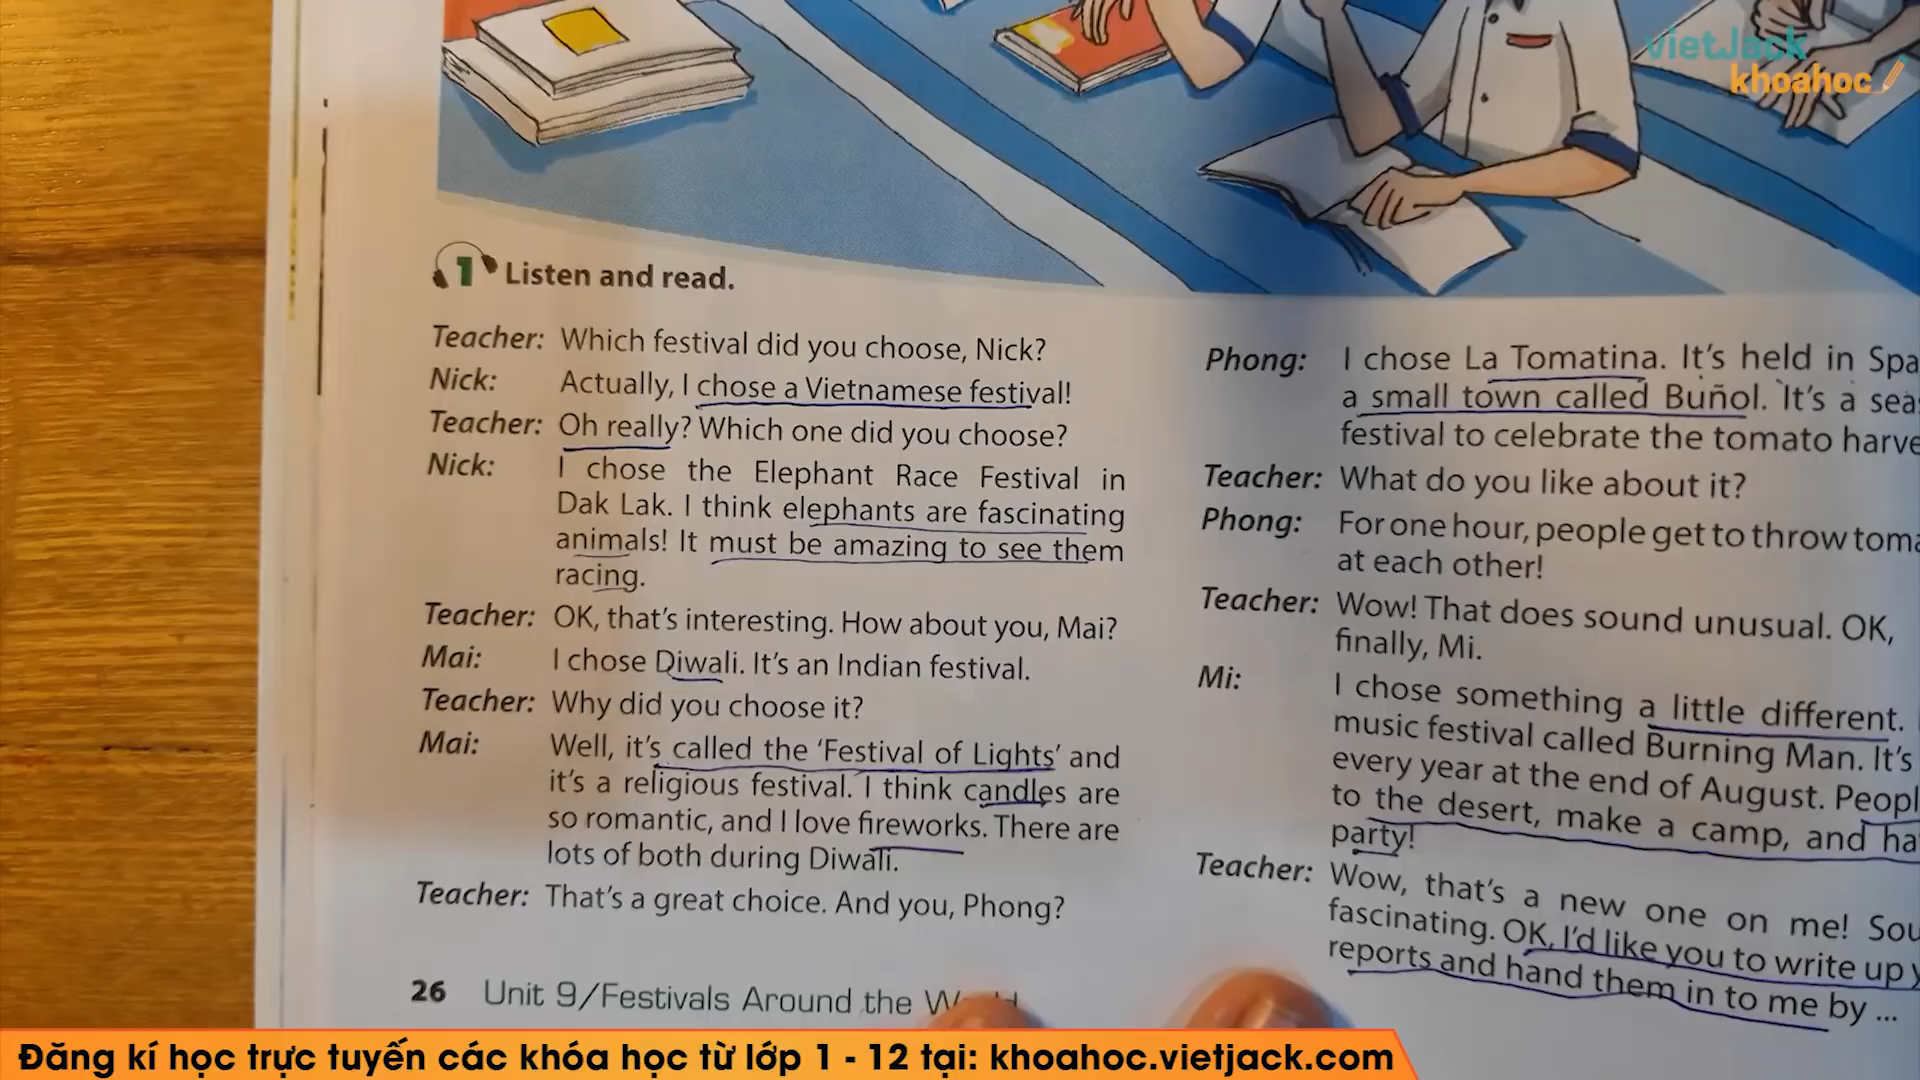 vietJack
khoahoc
1 Listen and read.
Teacher: Which festival did you choose, Nick?
Nick: Actually, I chose a Vietnamese festival!
Teacher: Oh really? Which one did you choose?
Nick: I chose the Elephant Race Festival in
Dak Lak. I think elephants are fascinating
animals! It must be amazing to see them
racing.
Teacher: OK, that's interesting. How about you, Mai?
Mai: I chose Diwali. It's an Indian festival.
Teacher: Why did you choose it?
Mai: Well, it's called the 'Festival of Lights' and
it's a religious festival. I think candles are
so romantic, and I love fireworks. There are
lots of both during Diwali.
Teacher: That's a great choice. And you, Phong?
Phong: I chose La Tomatina. It's held in
a small town called Buñol. It's a
festival to celebrate the tomato
Teacher: What do you like about it?
Phong: For one hour, people get to throw
at each other!
Teacher: Wow! That does sound unusual. OK,
finally, Mi.
Mi: I chose something a little different.
music festival called Burning Man. It's
every year at the end of August.
to the desert, make a camp, and
party!
Teacher: Wow, that's a new one on me!
fascinating. OK, I'd like you to write up
reports and hand them in to me by ...
26 Unit 9/Festivals Around the
Đăng kí học trực tuyến các khóa học từ lớp 1 - 12 tại: khoahoc.vietjack.com